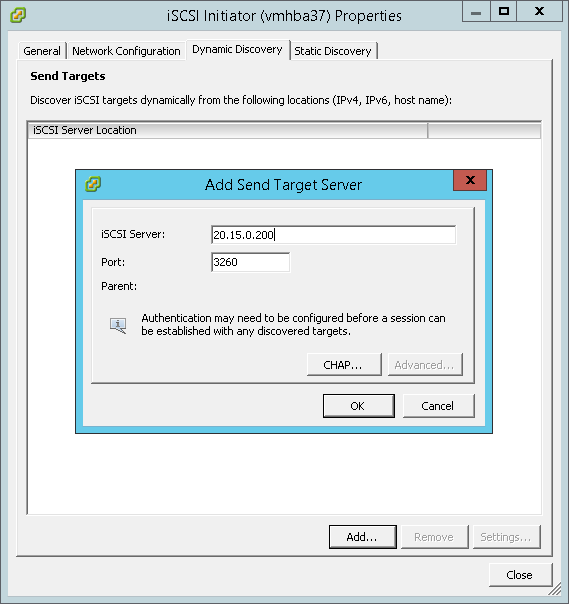 iSCSI Initiator (vmhba37) Properties
General
Network Configuration
Dynamic Discovery
Static Discovery
Send Targets
Discover iSCSI targets dynamically from the following locations (IPv4, IPv6, host name):
iSCSI Server Location
Add Send Target Server
iSCSI Server:
20.15.0.200
Port:
3260
Parent:
Authentication may need to be configured before a session can
be established with any discovered targets.
CHAP...
Advanced...
OK
Cancel
Add...
Remove
Settings...
Close